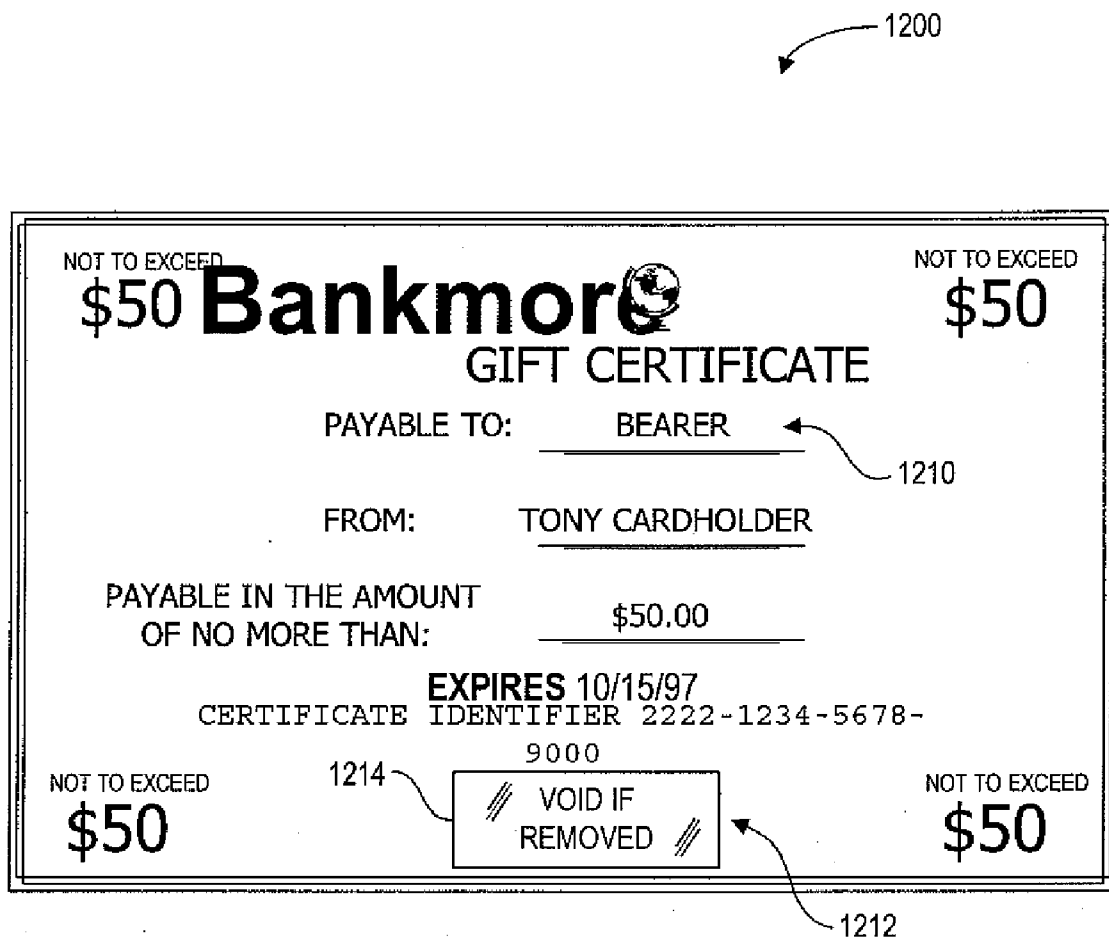 1200
NOT TO EXCEED
$50
Bankmore
NOT TO EXCEED
$50
GIFT CERTIFICATE
PAYABLE TO: BEARER
1210
FROM: TONY CARDHOLDER
PAYABLE IN THE AMOUNT
OF NO MORE THAN: $50.00
EXPIRES 10/15/97
CERTIFICATE IDENTIFIER 2222-1234-5678-
9000
1214
NOT TO EXCEED
$50
VOID IF
REMOVED
NOT TO EXCEED
$50
1212